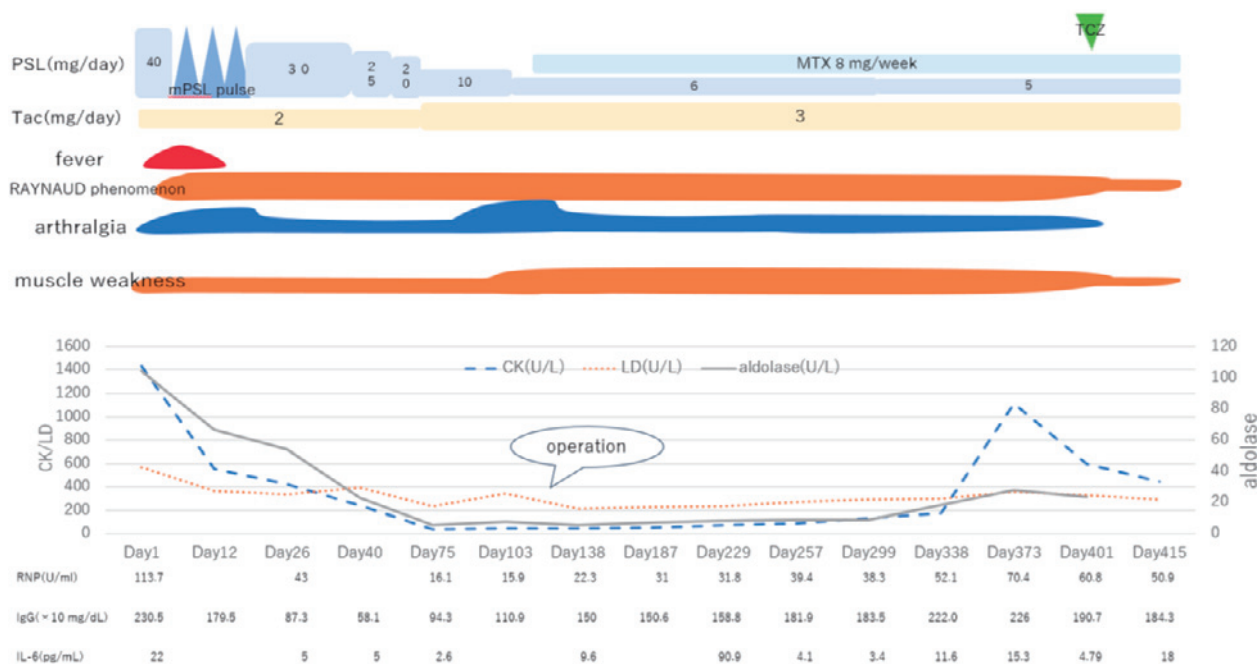 TCZ
PSL(mg/day)
40
mPSL pulse
3 0
2
5
2
0
10
MTX 8 mg/week
6
5
Tac(mg/day)
2
3
fever
RAYNAUD phenomenon
arthralgia
muscle weakness
CK(U/L) LD(U/L) aldolase(U/L)
CK/LD
1600
1400
1200
1000
800
600
400
200
0
operation
120
100
80
60
40
20
0
aldolase
Day1 Day12 Day26 Day40 Day75 Day103 Day138 Day187 Day229 Day257 Day299 Day338 Day373 Day401 Day415
RNP(U/ml) 113.7 43 16.1 15.9 22.3 31 31.8 39.4 38.3 52.1 70.4 60.8 50.9
IgG(×10 mg/dL) 230.5 179.5 87.3 58.1 94.3 110.9 150 150.6 158.8 181.9 183.5 222.0 226 190.7 184.3
IL-6(pg/mL) 22 5 5 2.6 9.6 90.9 4.1 3.4 11.6 15.3 4.79 18